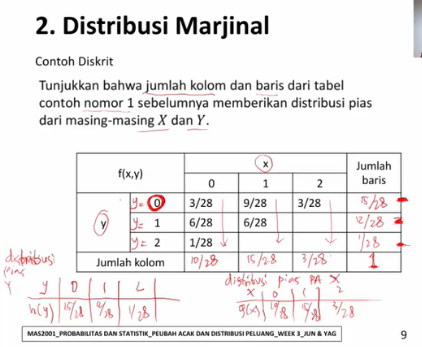 2. Distribusi Marjinal
Contoh Diskrit
Tunjukkan bahwa jumlah kolom dan baris dari tabel
contoh nomor 1 sebelumnya memberikan distribusi pias
dari masing-masing X dan Y.
f(x,y) x Jumlah baris
0 1 2
y y= 0 3/28 9/28 3/28 15/28
y= 1 6/28 6/28 12/28
y= 2 1/28 1/28
Jumlah kolom 10/28 15/28 3/28 1
distribusi pias Y
y 0 1 2
h(y) 15/28 12/28 1/28
distribusi pias PA X
x 0 1 2
g(x) 10/28 15/28 3/28
MAS2001_PROBABILITAS DAN STATISTIK_PEUBAH ACAK DAN DISTRIBUSI PELUANG_WEEK 3_JUN & YAG
9